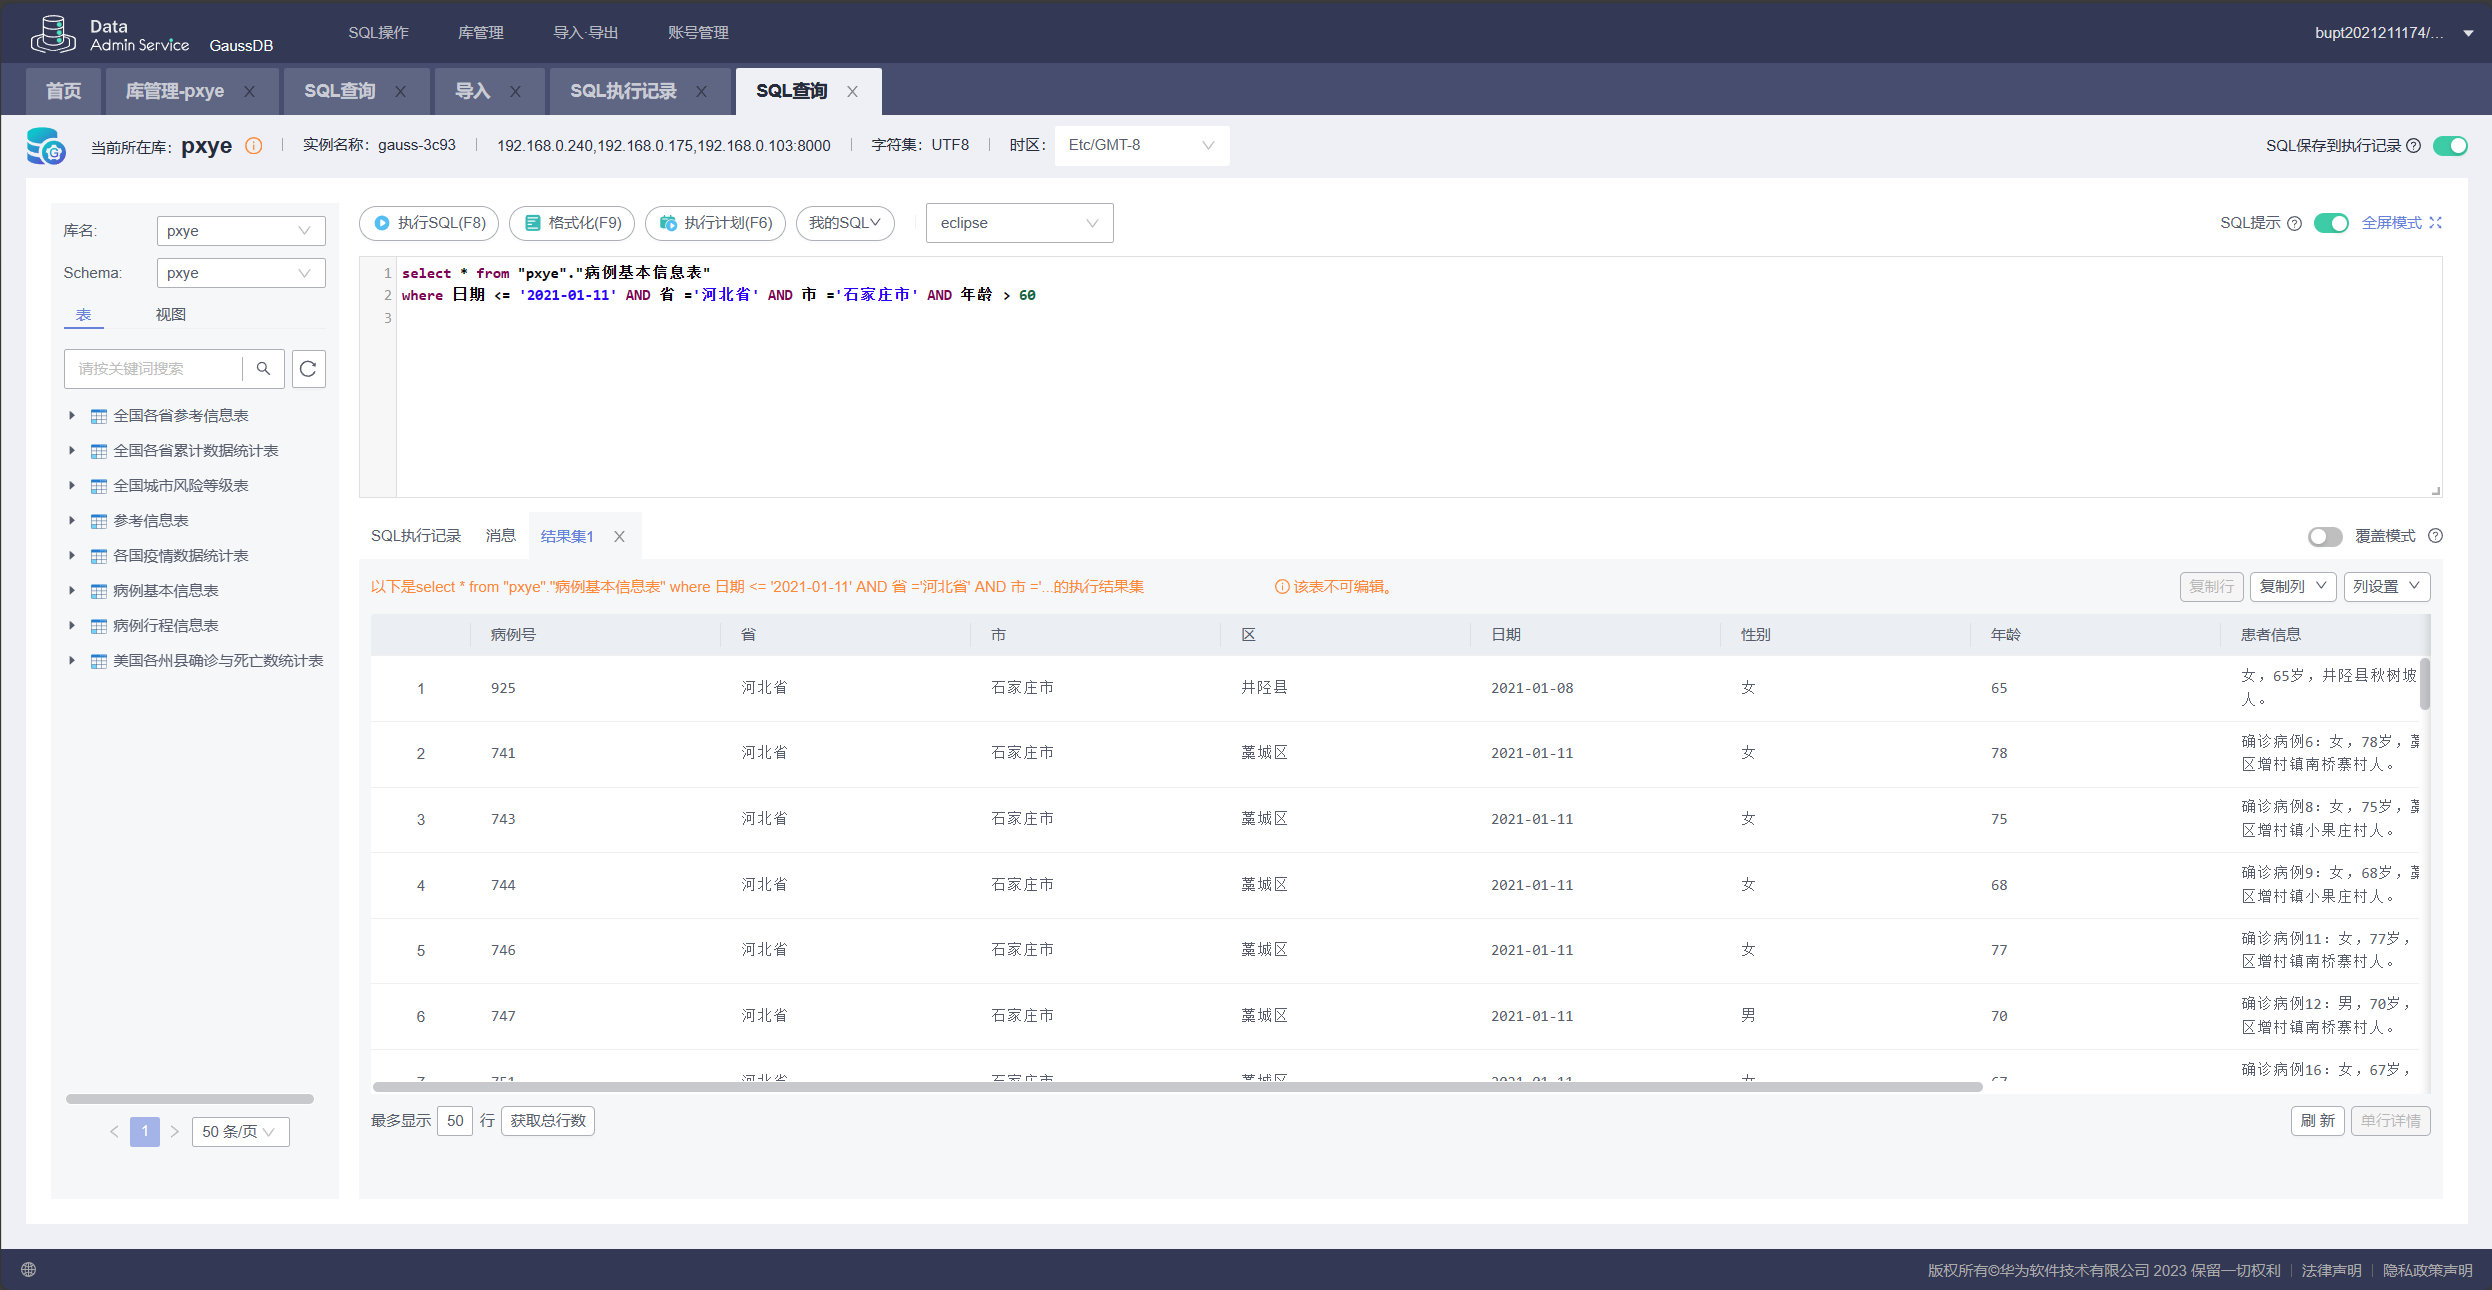 Data
Admin Service GaussDB SQL操作 库管理 导入·导出 账号管理 bupt2021211174/...
首页 库管理-pxye SQL查询 导入 SQL执行记录 SQL查询
当前所在库: pxye 实例名称: gauss-3c93 192.168.0.240,192.168.0.175,192.168.0.103:8000 字符集: UTF8 时区: Etc/GMT-8 SQL保存到执行记录
库名: pxye
Schema: pxye
表 视图
请按关键词搜索
全国各省参考信息表
全国各省累计数据统计表
全国城市风险等级表
参考信息表
各国疫情数据统计表
病例基本信息表
病例行程信息表
美国各州县确诊与死亡数统计表
1 50 条/页
执行SQL(F8) 格式化(F9) 执行计划(F6) 我的SQL eclipse SQL提示 全屏模式
1 select * from "pxye"."病例基本信息表"
2 where 日期 <= '2021-01-11' AND 省 ='河北省' AND 市 ='石家庄市' AND 年龄 > 60
3
SQL执行记录 消息 结果集1 覆盖模式
以下是select * from "pxye"."病例基本信息表" where 日期 <= '2021-01-11' AND 省 ='河北省' AND 市 ='...的执行结果集 该表不可编辑。 复制行 复制列 列设置
病例号 省 市 区 日期 性别 年龄 患者信息
1 925 河北省 石家庄市 井陉县 2021-01-08 女 65 女，65岁，井陉县秋树坡
人。
2 741 河北省 石家庄市 藁城区 2021-01-11 女 78 确诊病例6：女，78岁，藁
区增村镇南桥寨村人。
3 743 河北省 石家庄市 藁城区 2021-01-11 女 75 确诊病例8：女，75岁，藁
区增村镇小果庄村人。
4 744 河北省 石家庄市 藁城区 2021-01-11 女 68 确诊病例9：女，68岁，藁
区增村镇小果庄村人。
5 746 河北省 石家庄市 藁城区 2021-01-11 女 77 确诊病例11：女，77岁，
区增村镇南桥寨村人。
6 747 河北省 石家庄市 藁城区 2021-01-11 男 70 确诊病例12：男，70岁，
区增村镇南桥寨村人。
7 751 河北省 石家庄市 藁城区 2021-01-11 女 67 确诊病例16：女，67岁，
最多显示 50 行 获取总行数 刷 新 单行详情
版权所有©华为软件技术有限公司 2023 保留一切权利 法律声明 隐私政策声明